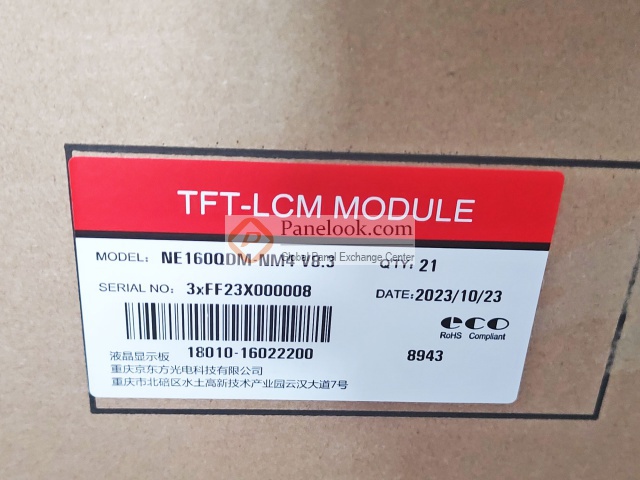 TFT-LCM MODULE
Panelook.com
Global Panel Exchange Center
MODEL: NE160QDM-NM4 V8.3 QTY: 21
SERIAL NO: 3xFF23X000008 DATE: 2023/10/23
eco
RoHS Compliant
液晶显示板 18010-16022200 8943
重庆京东方光电科技有限公司
重庆市北碚区水土高新技术产业园云汉大道7号